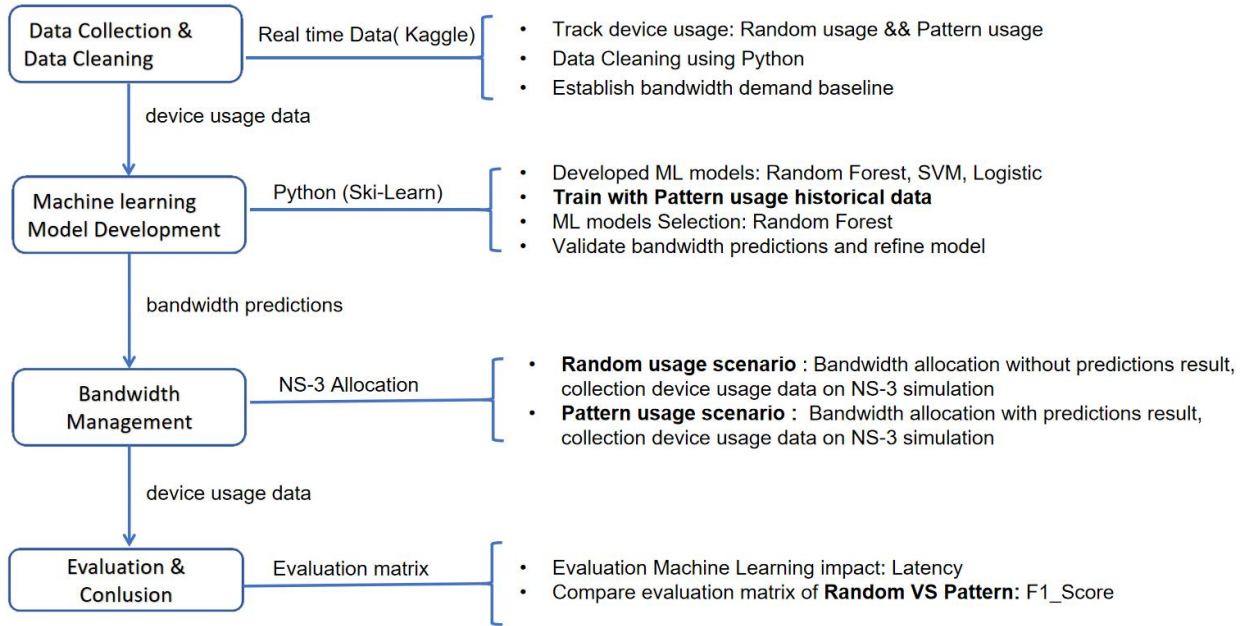 Data Collection &
Data Cleaning
Real time Data( Kaggle)
• Track device usage: Random usage && Pattern usage
• Data Cleaning using Python
• Establish bandwidth demand baseline
device usage data
Machine learning
Model Development
Python (Ski-Learn)
• Developed ML models: Random Forest, SVM, Logistic
• Train with Pattern usage historical data
• ML models Selection: Random Forest
• Validate bandwidth predictions and refine model
bandwidth predictions
Bandwidth
Management
NS-3 Allocation
• Random usage scenario : Bandwidth allocation without predictions result,
collection device usage data on NS-3 simulation
• Pattern usage scenario : Bandwidth allocation with predictions result,
collection device usage data on NS-3 simulation
device usage data
Evaluation &
Conlusion
Evaluation matrix
• Evaluation Machine Learning impact: Latency
• Compare evaluation matrix of Random VS Pattern: F1_Score